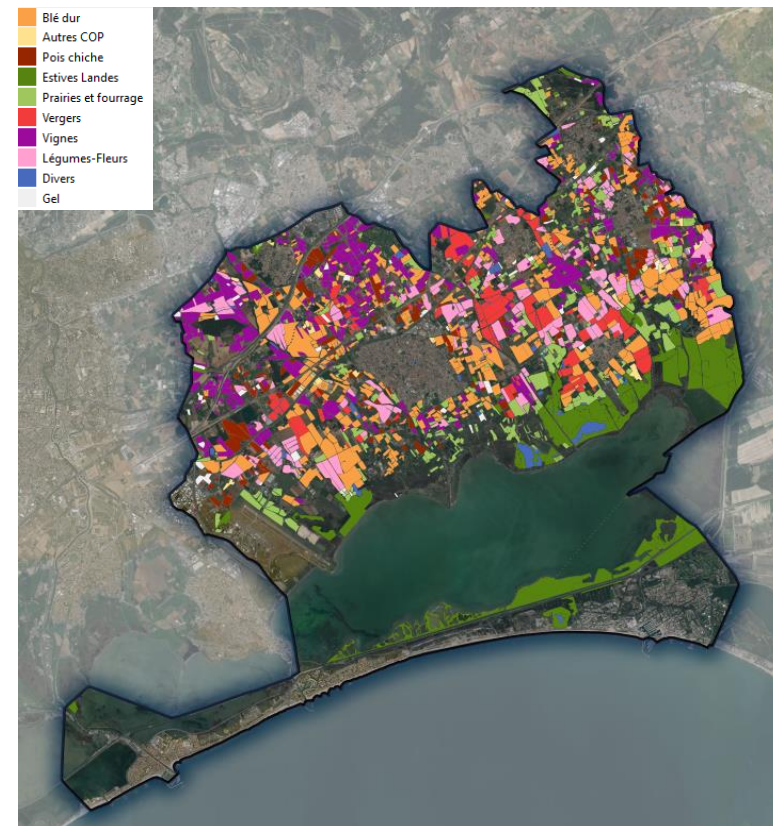 Blé dur
Autres COP
Pois chiche
Estives Landes
Prairies et fourrage
Vergers
Vignes
Légumes-Fleurs
Divers
Gel